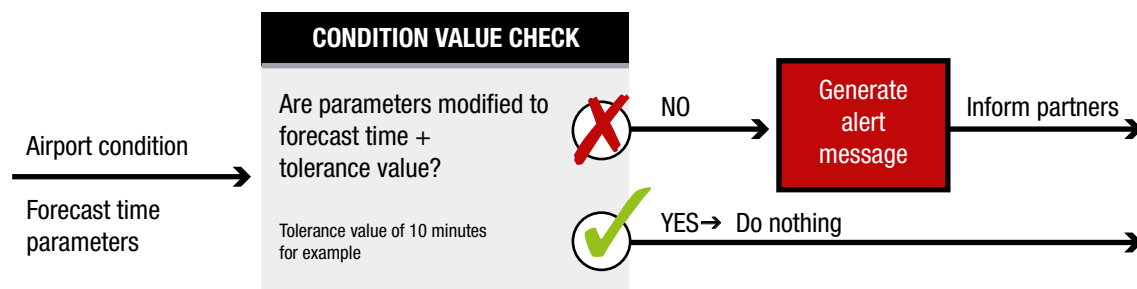 CONDITION VALUE CHECK
Airport condition
Forecast time
parameters
Are parameters modified to
forecast time +
tolerance value?
Tolerance value of 10 minutes
for example
NO
Generate
alert
message
Inform partners
YES→ Do nothing